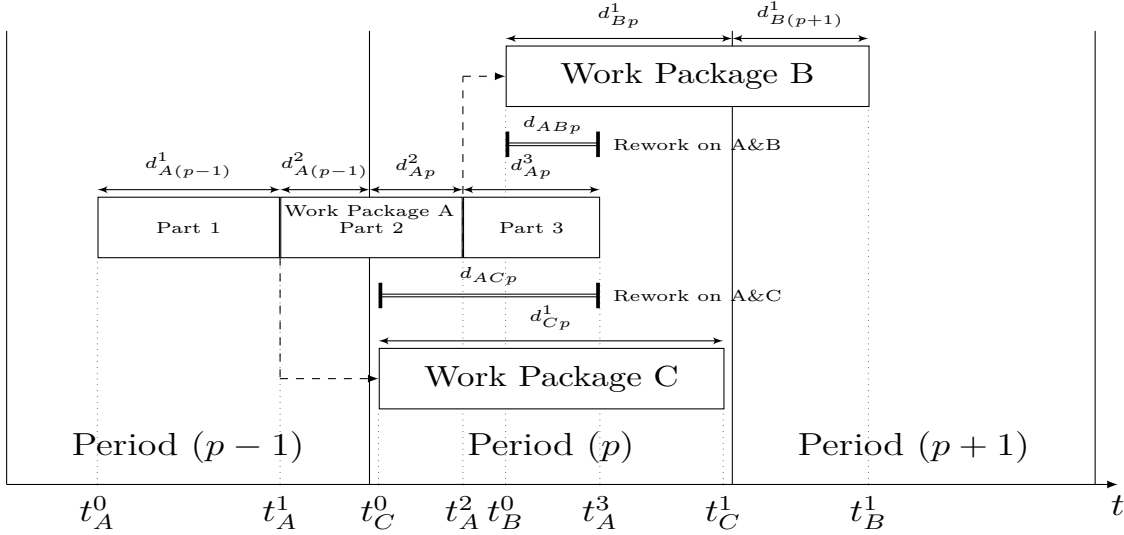 d^1_{Bp} d^1_{B(p+1)}
Work Package B
d_{ABp}
Rework on A&B
d^1_{A(p−1)} d^2_{A(p−1)} d^2_{Ap} d^3_{Ap}
Work Package A
Part 1 Part 2 Part 3
d_{ACp}
Rework on A&C
d^1_{Cp}
Work Package C
Period (p − 1) Period (p) Period (p + 1)
t^0_A t^1_A t^0_C t^2_A t^0_B t^3_A t^1_C t^1_B t